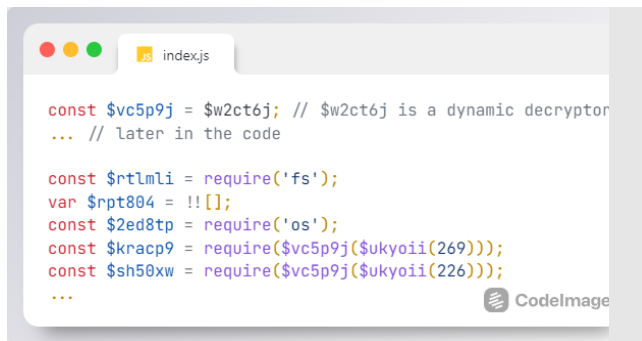 JS index.js
const $vc5p9j = $w2ct6j; // $w2ct6j is a dynamic decryptor
... // later in the code
const $rtlmli = require('fs');
var $rpt804 = !![];
const $2ed8tp = require('os');
const $kracp9 = require($vc5p9j($ukyoii(269)));
const $sh50xw = require($vc5p9j($ukyoii(226)));
...
CodeImage